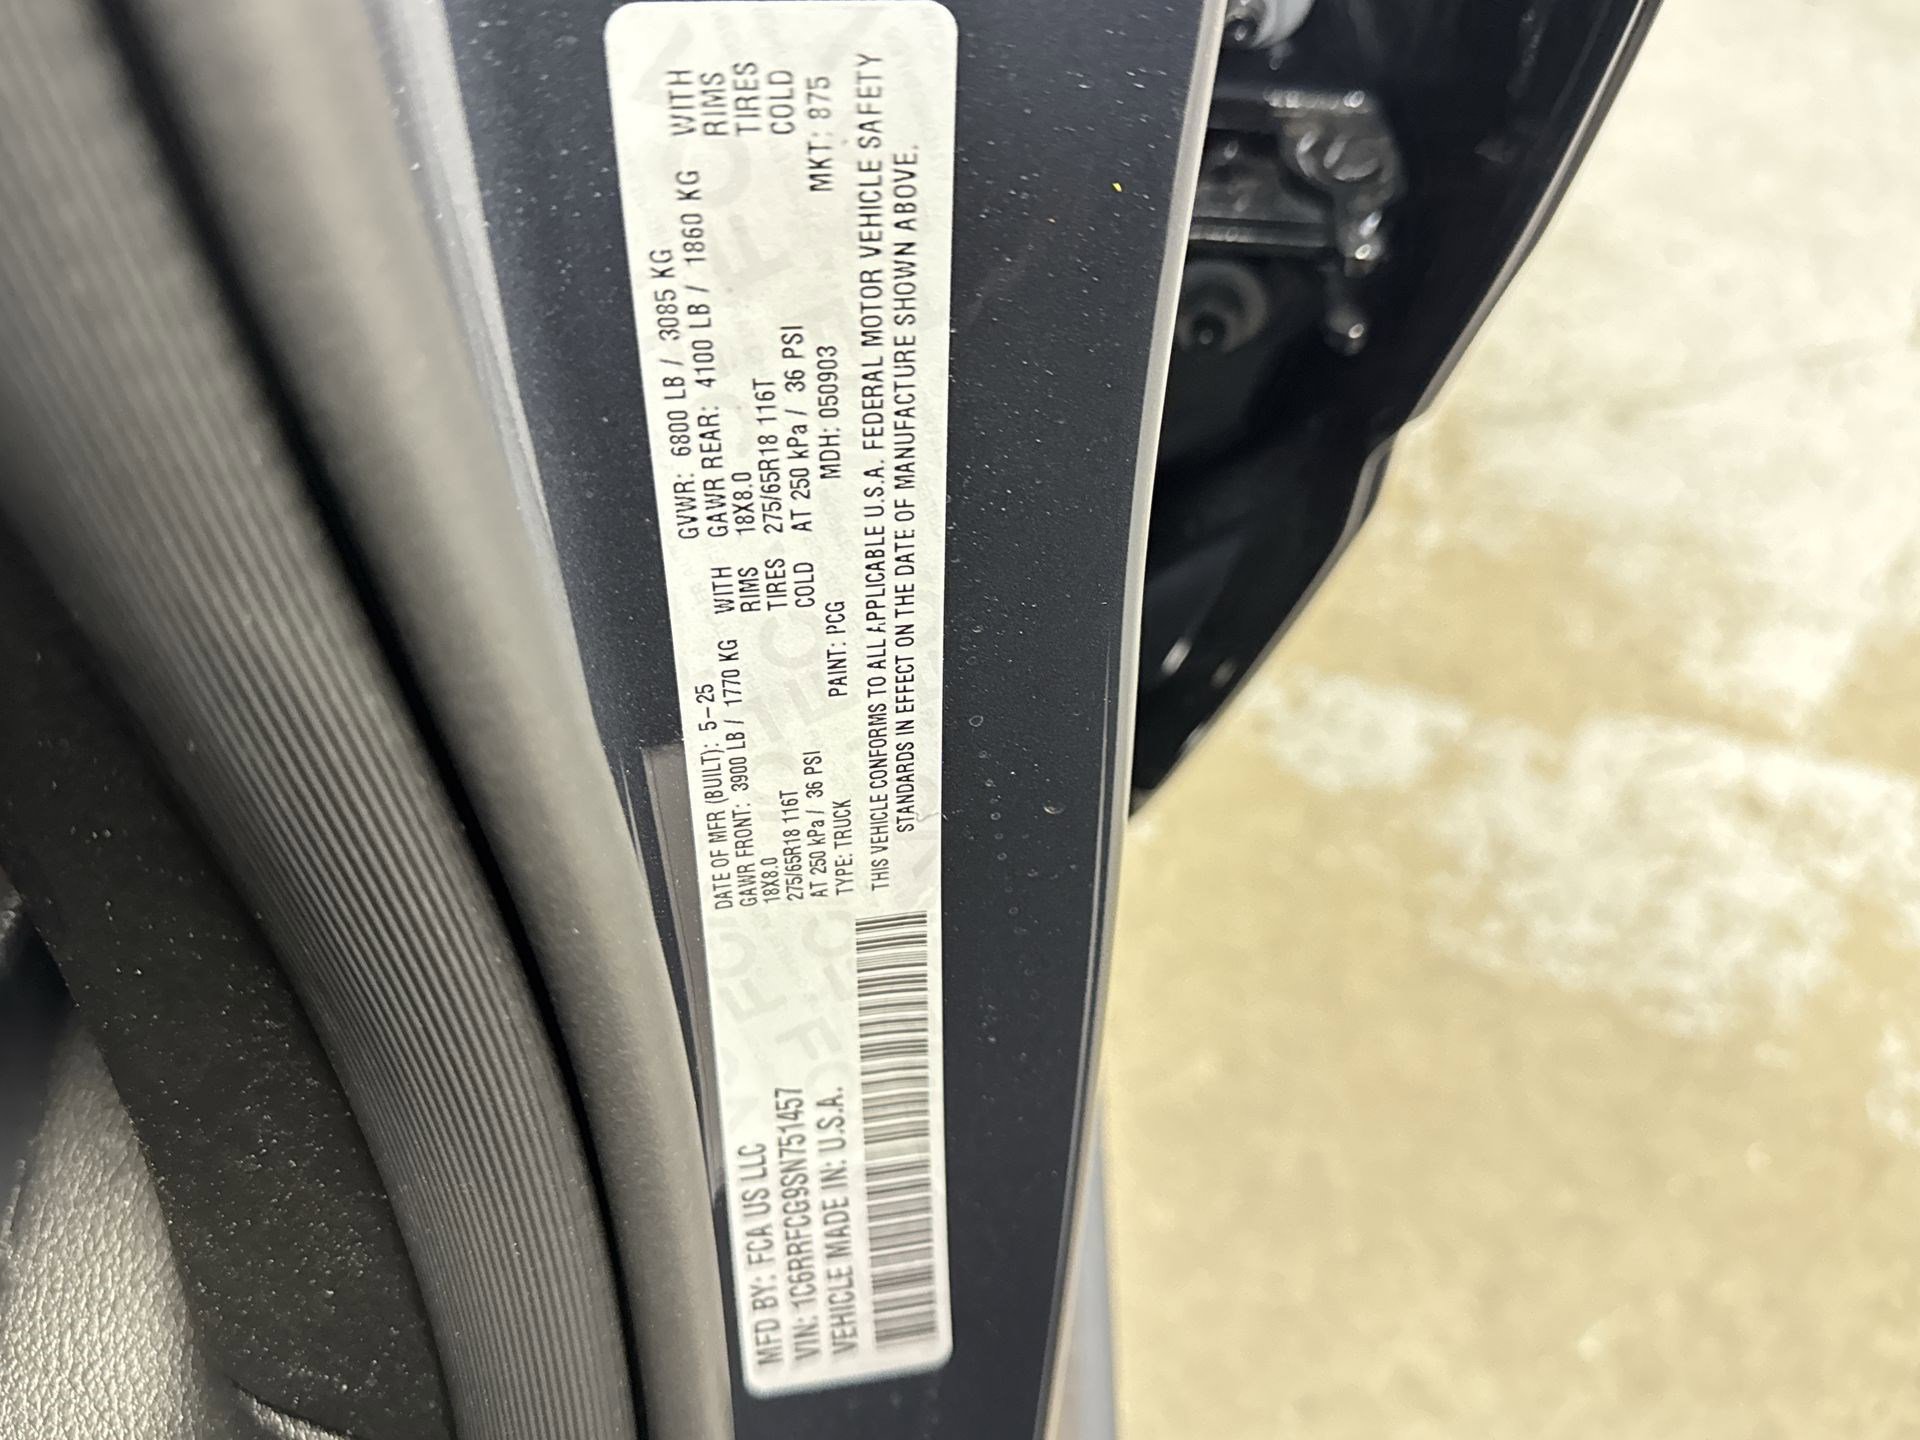 MFD BY: FCA US LLC
DATE OF MFR (BUILT): 5-25
GVWR: 6800 LB / 3085 KG
VIN: 1C6RRFCG9SN751457
GAWR FRONT: 3900 LB / 1770 KG WITH
GAWR REAR: 4100 LB / 1860 KG WITH
VEHICLE MADE IN: U.S.A.
18X8.0 RIMS
18X8.0 RIMS
275/65R18 116T TIRES
275/65R18 116T TIRES
AT 250 kPa / 36 PSI COLD
AT 250 kPa / 36 PSI COLD
TYPE: TRUCK PAINT: PCG MDH: 050903 MKT: 875
THIS VEHICLE CONFORMS TO ALL APPLICABLE U.S.A. FEDERAL MOTOR VEHICLE SAFETY
STANDARDS IN EFFECT ON THE DATE OF MANUFACTURE SHOWN ABOVE.